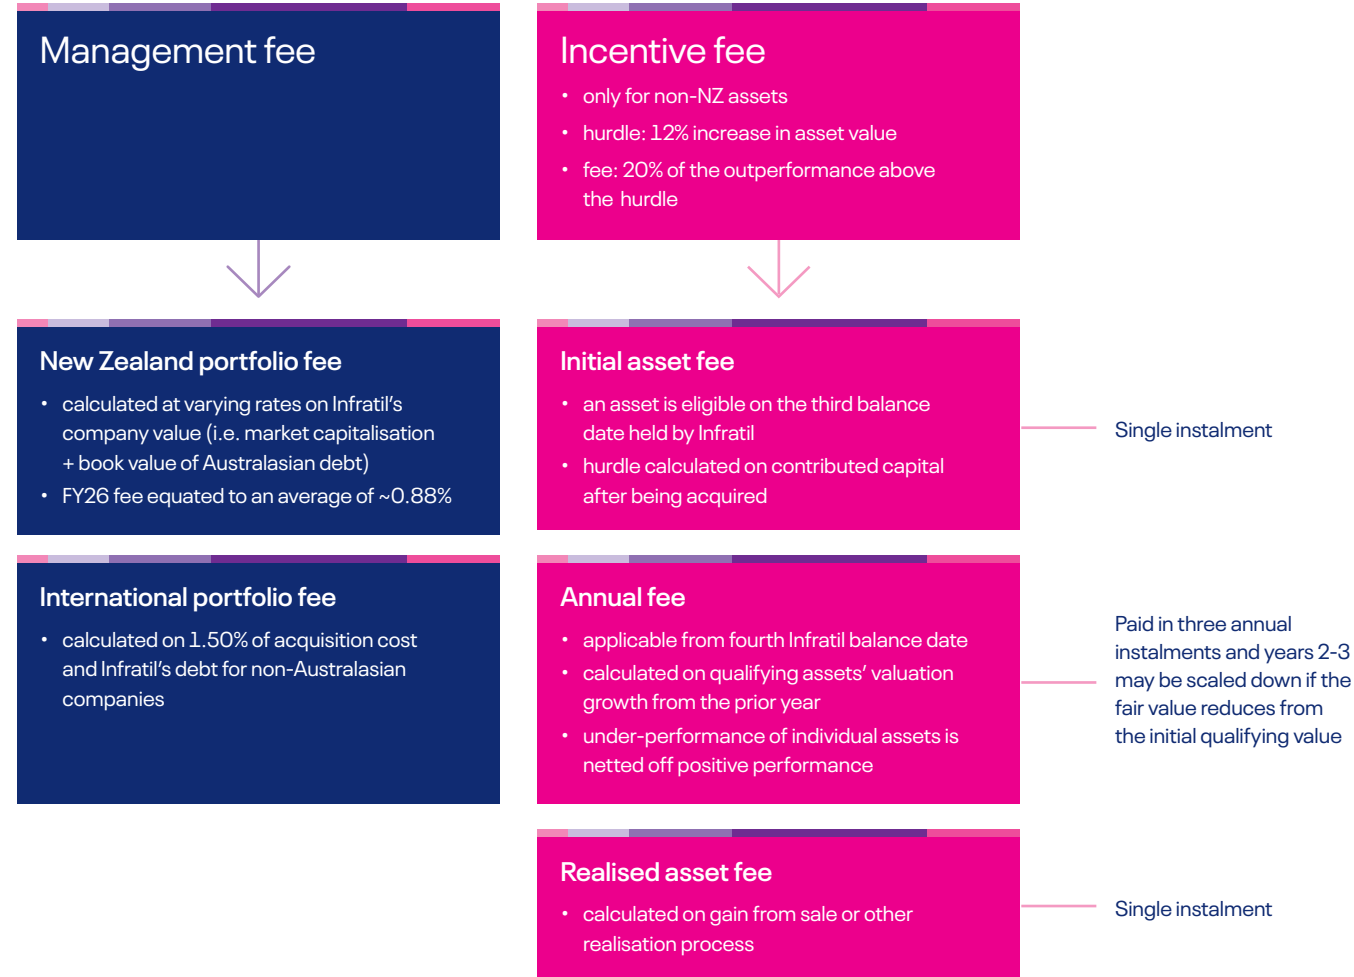 Management fee
Incentive fee
• only for non-NZ assets
• hurdle: 12% increase in asset value
• fee: 20% of the outperformance above
the hurdle
New Zealand portfolio fee
• calculated at varying rates on Infratil’s
company value (i.e. market capitalisation
+ book value of Australasian debt)
• FY26 fee equated to an average of ~0.88%
Initial asset fee
• an asset is eligible on the third balance
date held by Infratil
• hurdle calculated on contributed capital
after being acquired
Single instalment
International portfolio fee
• calculated on 1.50% of acquisition cost
and Infratil’s debt for non-Australasian
companies
Annual fee
• applicable from fourth Infratil balance date
• calculated on qualifying assets’ valuation
growth from the prior year
• under-performance of individual assets is
netted off positive performance
Paid in three annual
instalments and years 2-3
may be scaled down if the
fair value reduces from
the initial qualifying value
Realised asset fee
• calculated on gain from sale or other
realisation process
Single instalment